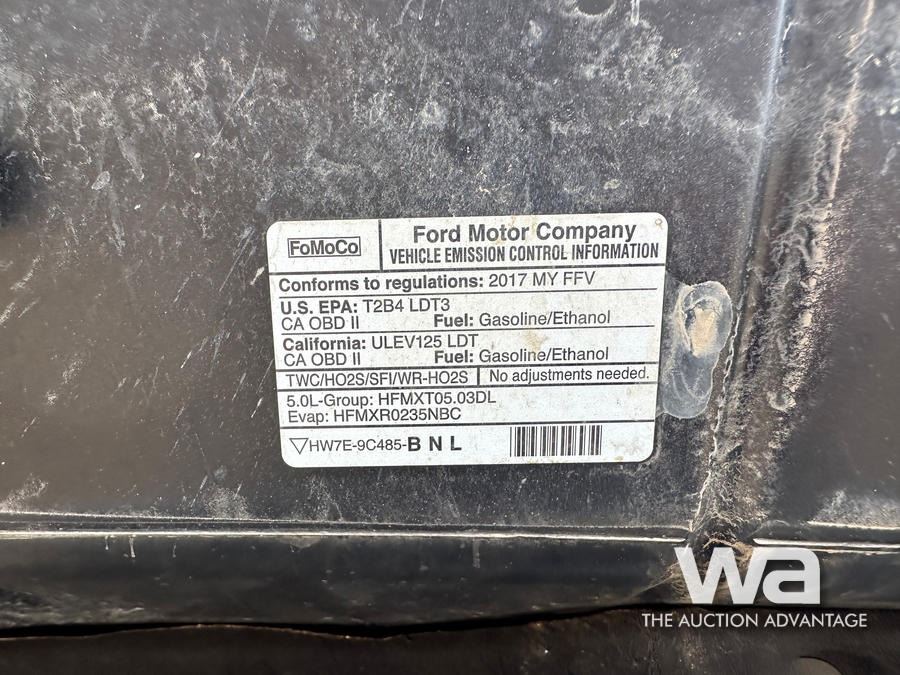 FoMoCo
Ford Motor Company
VEHICLE EMISSION CONTROL INFORMATION
Conforms to regulations: 2017 MY FFV
U.S. EPA: T2B4 LDT3
CA OBD II Fuel: Gasoline/Ethanol
California: ULEV125 LDT
CA OBD II Fuel: Gasoline/Ethanol
TWC/HO2S/SFI/WR-HO2S No adjustments needed.
5.0L-Group: HFMXT05.03DL
Evap: HFMXR0235NBC
HW7E-9C485-B N L
wa
THE AUCTION ADVANTAGE